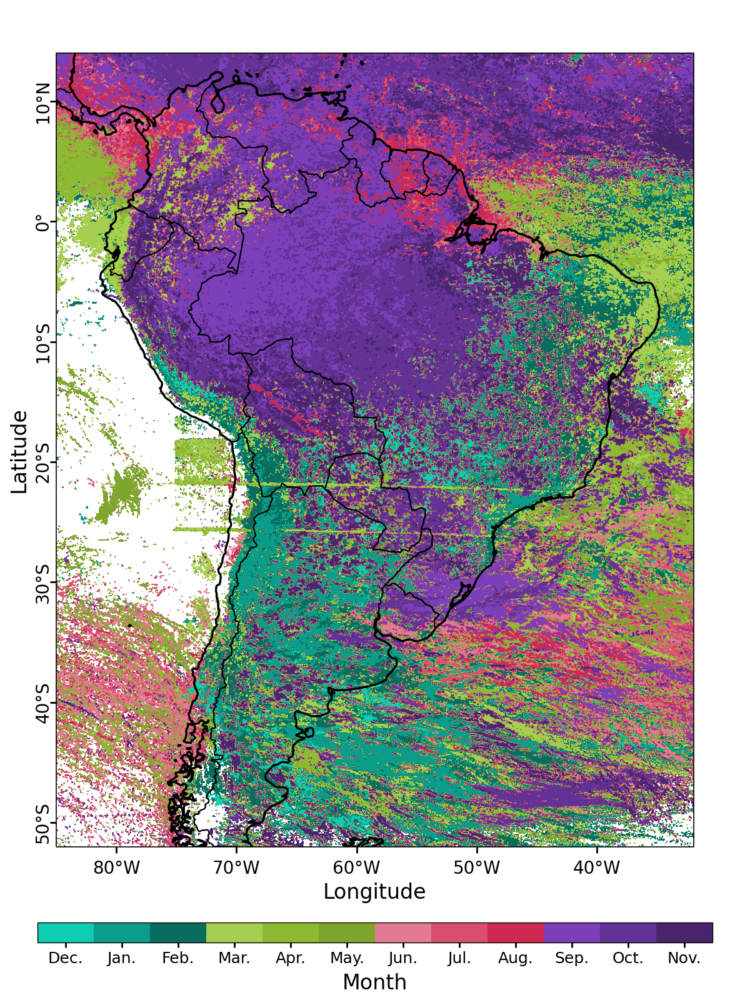 10°N
0°
10°S
20°S
30°S
40°S
50°S
Latitude
80°W 70°W 60°W 50°W 40°W
Longitude
Dec. Jan. Feb. Mar. Apr. May. Jun. Jul. Aug. Sep. Oct. Nov.
Month